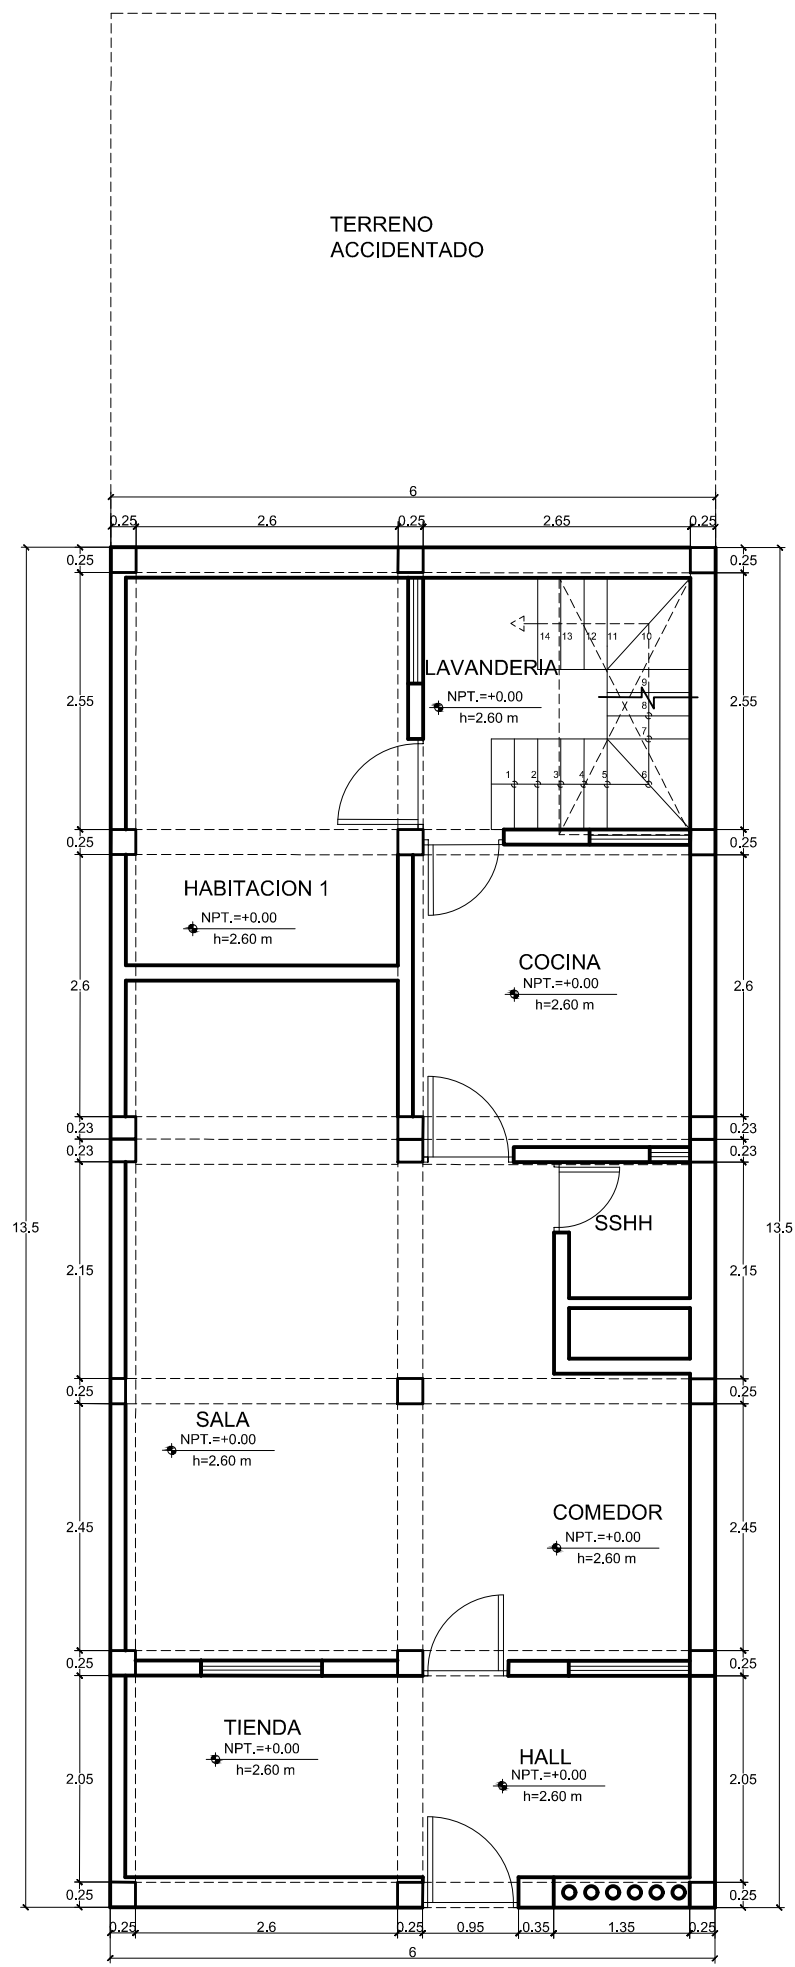 TERRENO
ACCIDENTADO
6
0.25 2.6 0.25 2.65 0.25
0.25 0.25
14 13 12 11 10
LAVANDERIA
9
NPT.=+0.00
2.55 2.55
8
h=2.60 m
X
7
1 2 3 4 5 6
0.25 0.25
HABITACION 1
NPT.=+0.00
h=2.60 m
COCINA
NPT.=+0.00
2.6 2.6
h=2.60 m
0.23 0.23
0.23 0.23
SSHH
13.5 13.5
2.15 2.15
0.25 0.25
SALA
NPT.=+0.00
h=2.60 m
COMEDOR
2.45 2.45
NPT.=+0.00
h=2.60 m
0.25 0.25
TIENDA
NPT.=+0.00
h=2.60 m
HALL
NPT.=+0.00
2.05 2.05
h=2.60 m
0.25 0.25
0.25 2.6 0.25 0.95 0.35 1.35 0.25
6